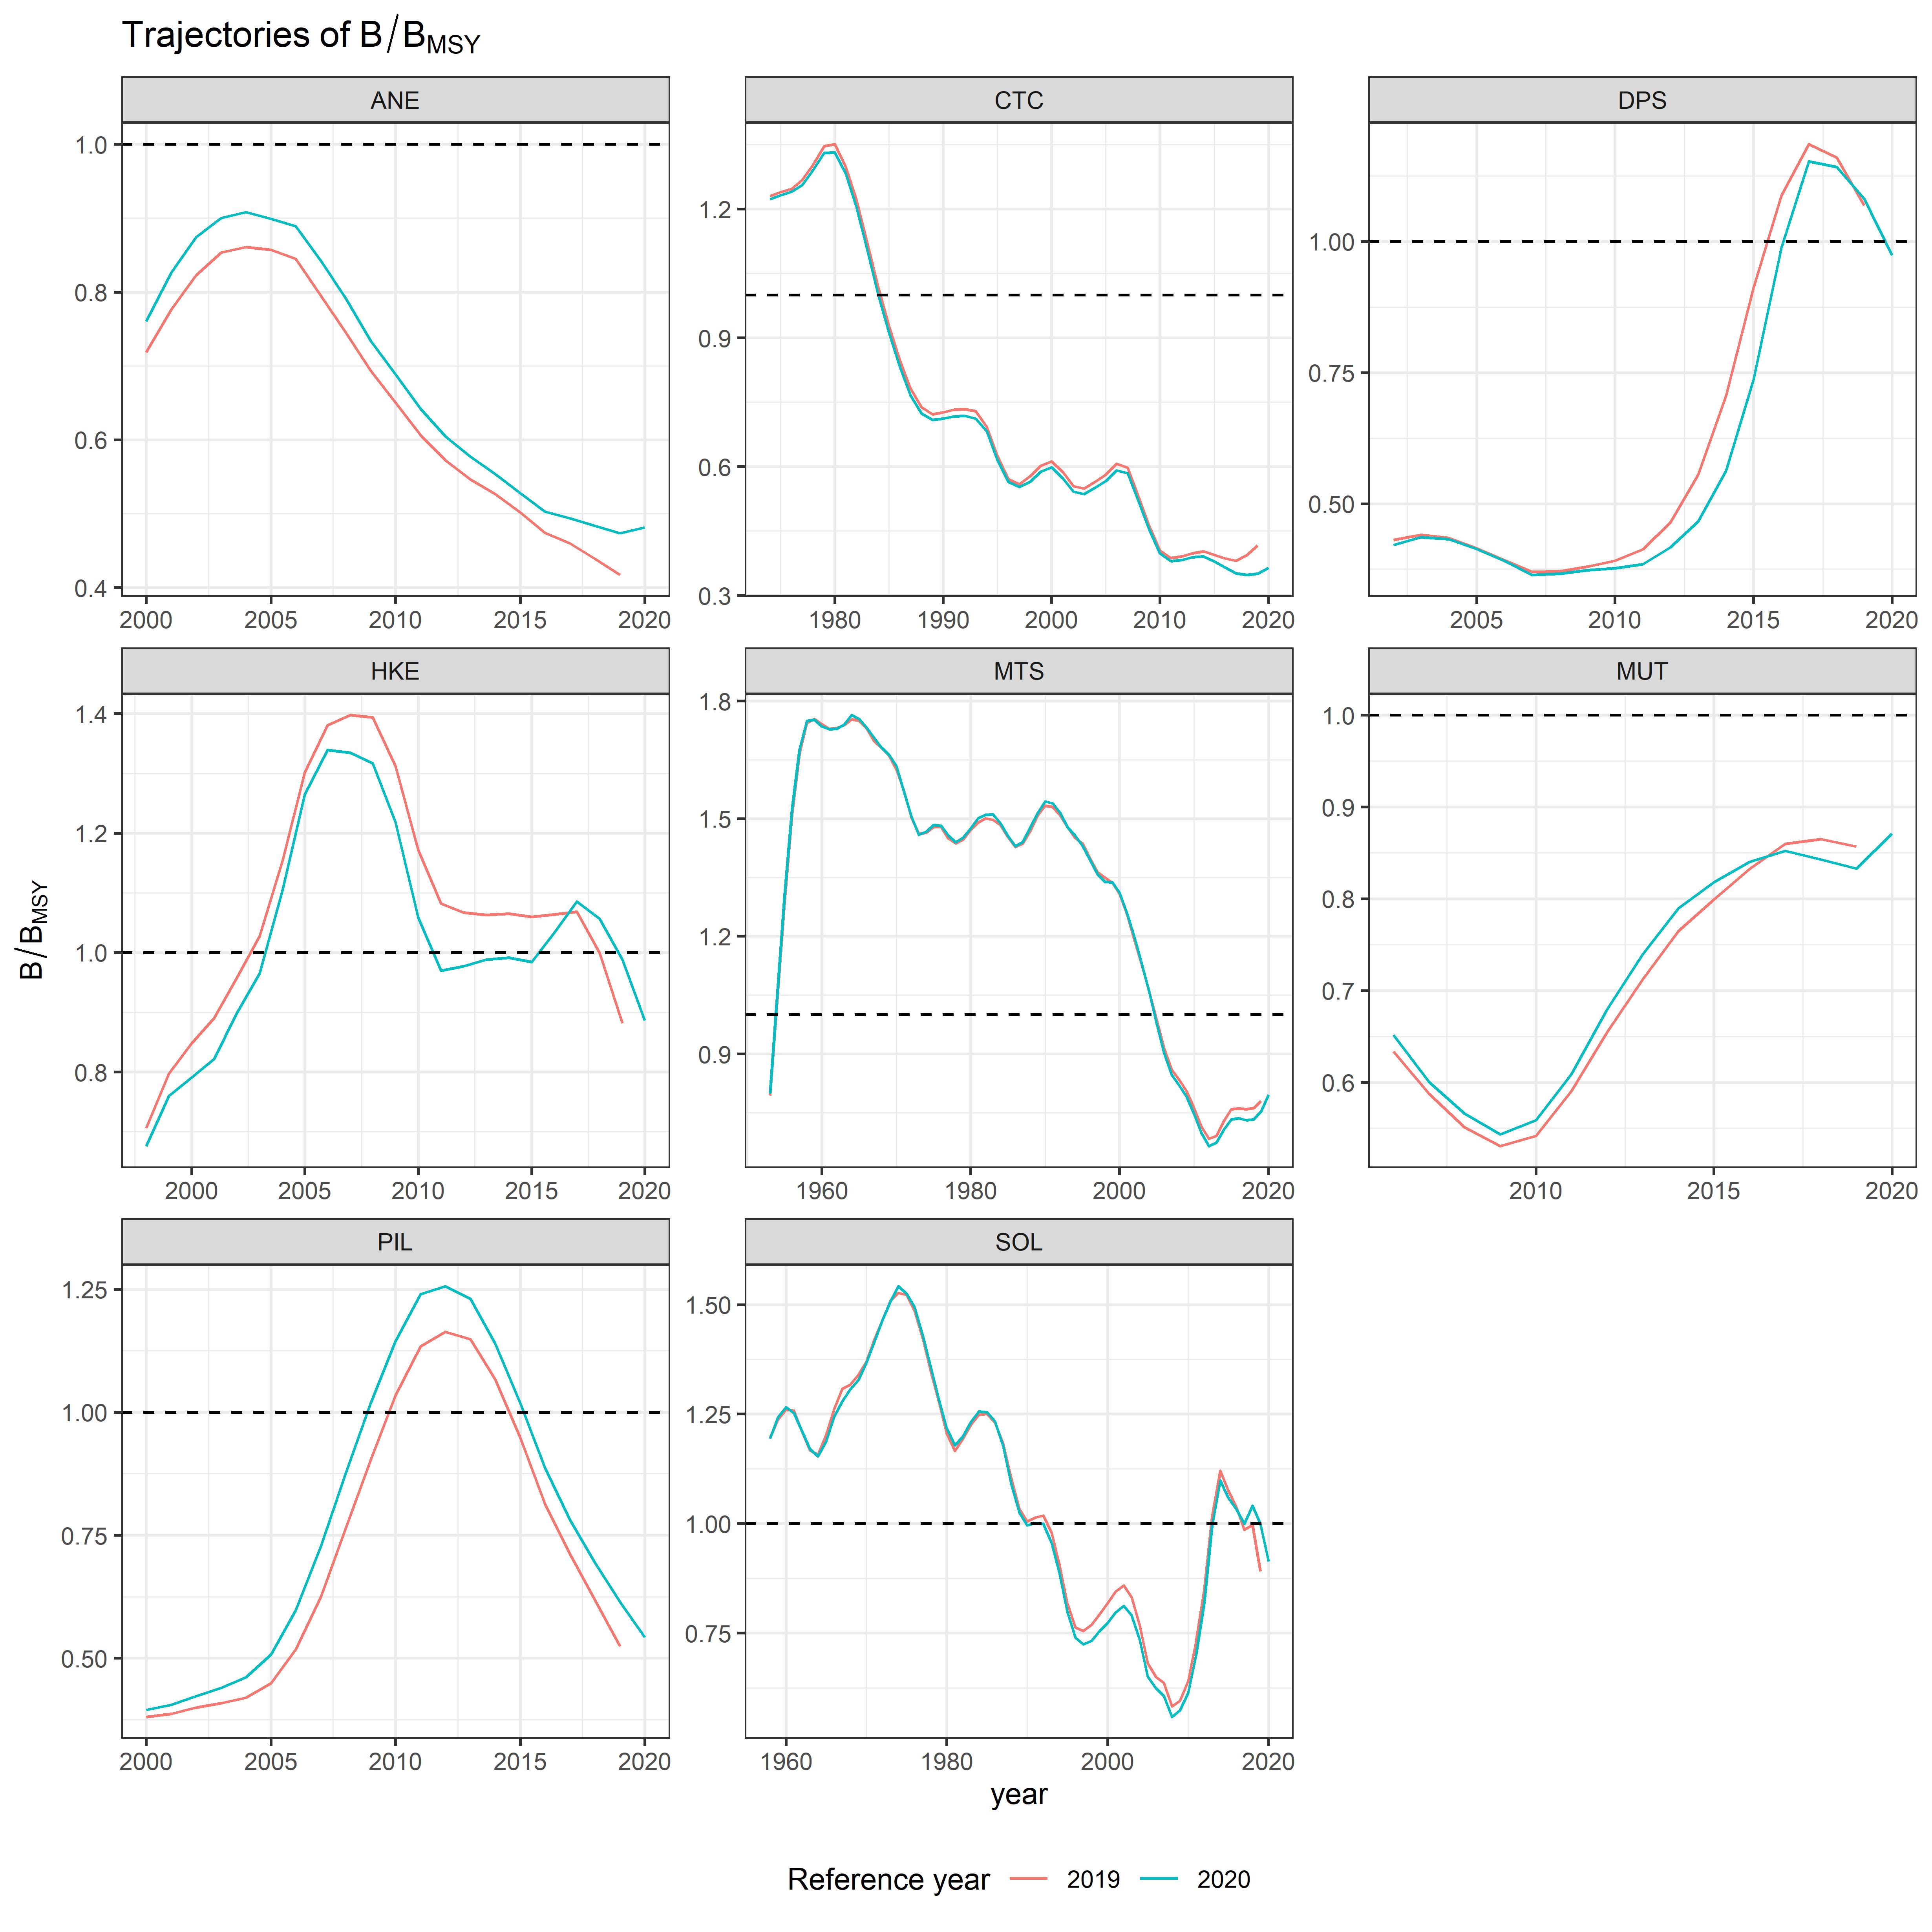 Trajectories of B/BMSY
ANE
CTC
DPS
1.0
0.8
0.6
0.4
2000 2005 2010 2015 2020
1.2
0.9
0.6
0.3
1980 1990 2000 2010 2020
1.00
0.75
0.50
2005 2010 2015 2020
HKE
MTS
MUT
B/BMSY
1.4
1.2
1.0
0.8
2000 2005 2010 2015 2020
1.8
1.5
1.2
0.9
1960 1980 2000 2020
1.0
0.9
0.8
0.7
0.6
2010 2015 2020
PIL
SOL
1.25
1.00
0.75
0.50
2000 2005 2010 2015 2020
1.50
1.25
1.00
0.75
1960 1980 2000 2020
year
Reference year 2019 2020